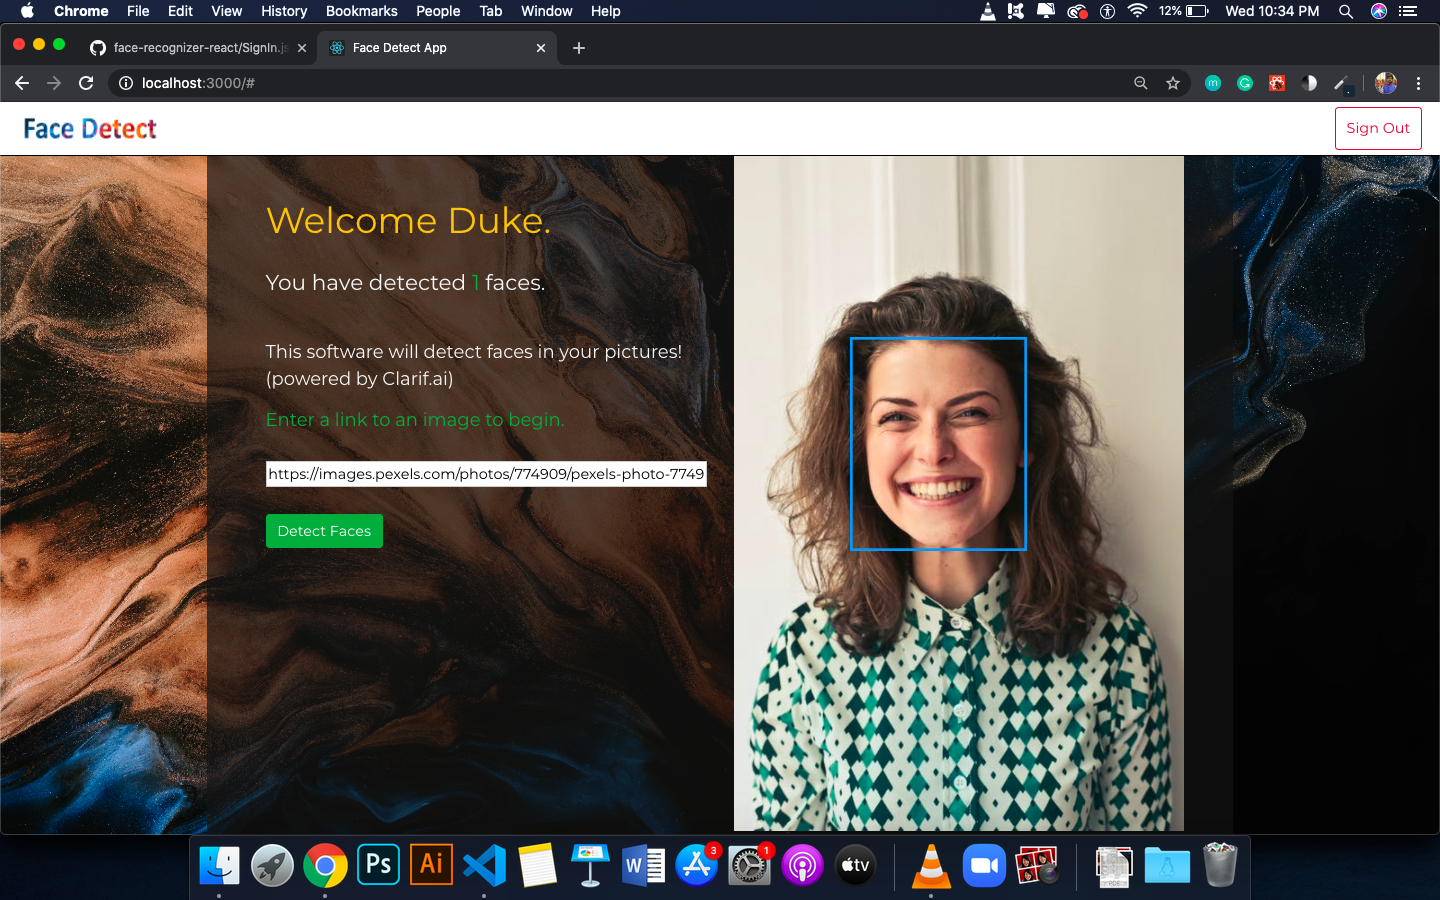 Chrome File Edit View History Bookmarks People Tab Window Help 12% Wed 10:34 PM
face-recognizer-react/SignIn.js Face Detect App
localhost:3000/#
Face Detect
Sign Out
Welcome Duke.
You have detected 1 faces.
This software will detect faces in your pictures!
(powered by Clarif.ai)
Enter a link to an image to begin.
https://images.pexels.com/photos/774909/pexels-photo-7749
Detect Faces
3 1
Ps Ai W tv